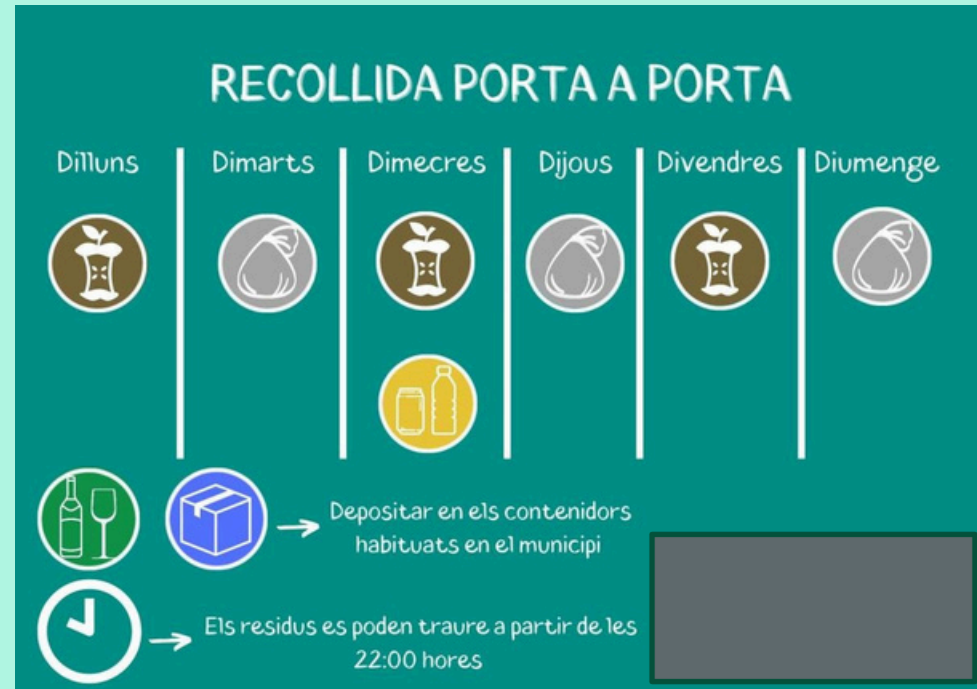 RECOLLIDA PORTA A PORTA
Dilluns
Dimarts
Dimecres
Dijous
Divendres
Diumenge
Depositar en els contenidors
habituats en el municipi
Els residus es poden traure a partir de les
22:00 hores